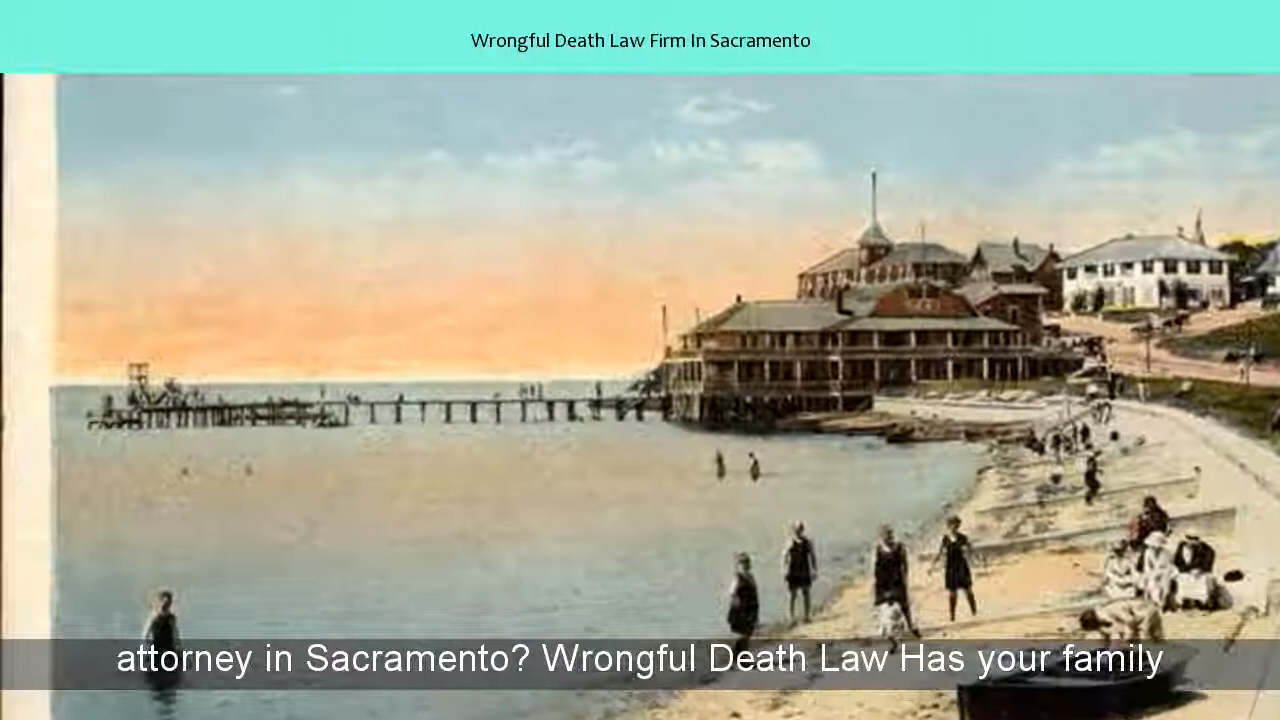 Wrongful Death Law Firm In Sacramento
attorney in Sacramento? Wrongful Death Law Has your family